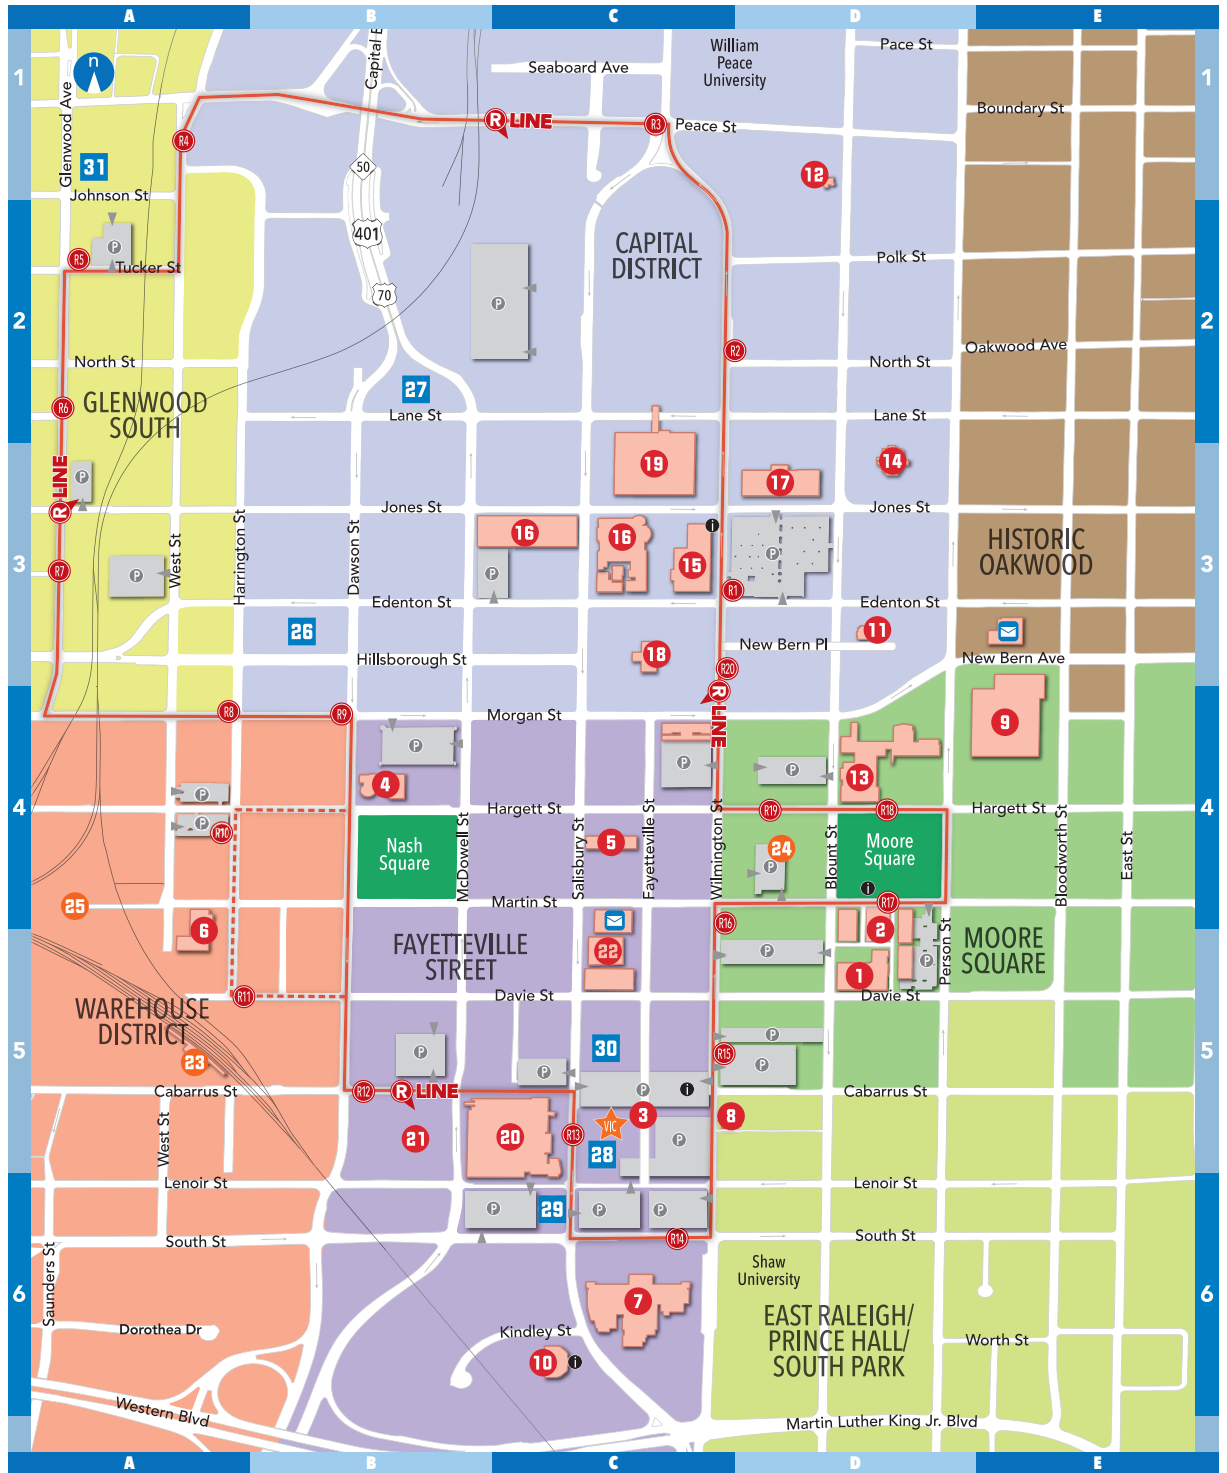 A B C D E
1
1
n
Glenwood Ave
Capital B
Seaboard Ave
William
Peace
University
Pace St
Boundary St
R LINE
R3
Peace St
R4
31
50
12
Johnson St
401
CAPITAL
DISTRICT
P
R5
Tucker St
Polk St
70
P
2
2
R2
North St
North St
Oakwood Ave
27
GLENWOOD
SOUTH
R6
Lane St
Lane St
R LINE
P
19
17
14
Jones St
Jones St
West St
Harrington St
Dawson St
16
16
15
i
P
HISTORIC
OAKWOOD
3
3
R7
P
P
R1
Edenton St
Edenton St
26
11
New Bern Pl
Hillsborough St
18
R20
New Bern Ave
R LINE
R8
R9
Morgan St
9
P
P
P
13
4
P
4
4
Hargett St
R19
R18
Hargett St
P
R10
Nash
Square
McDowell St
Salisbury St
5
Fayetteville St
Wilmington St
24
P
Blount St
Moore
Square
i
Bloodworth St
East St
25
Martin St
R17
6
R16
2
FAYETTEVILLE
STREET
22
P
P
Person St
MOORE
SQUARE
1
R11
Davie St
Davie St
WAREHOUSE
DISTRICT
5
5
P
30
P
R15
P
23
P
Cabarrus St
R12
R LINE
P
i
Cabarrus St
West St
21
20
R13
VIC
3
8
28
P
Lenoir St
Lenoir St
P
29
P
P
South St
R14
South St
Saunders St
Shaw
University
6
6
7
EAST RALEIGH/
PRINCE HALL/
SOUTH PARK
Dorothea Dr
Kindley St
Worth St
10
i
Western Blvd
Martin Luther King Jr. Blvd
A B C D E